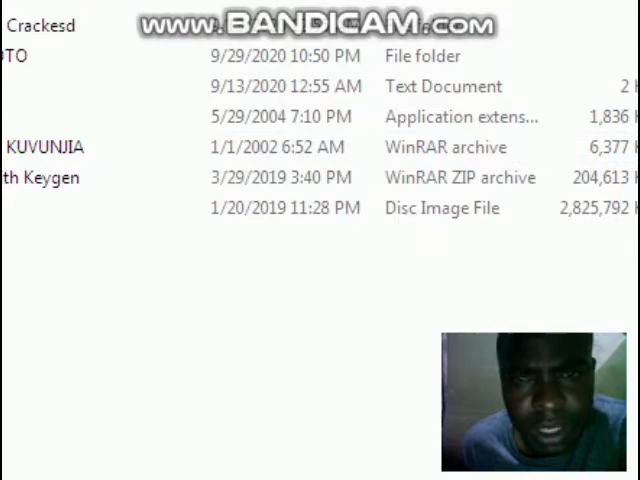 Crackesd
www.BANDICAM.com
OTO 9/29/2020 10:50 PM File folder
9/13/2020 12:55 AM Text Document 2
5/29/2004 7:10 PM Application extens... 1,836
KUVUNJIA 1/1/2002 6:52 AM WinRAR archive 6,377
th Keygen 3/29/2019 3:40 PM WinRAR ZIP archive 204,613
1/20/2019 11:28 PM Disc Image File 2,825,792